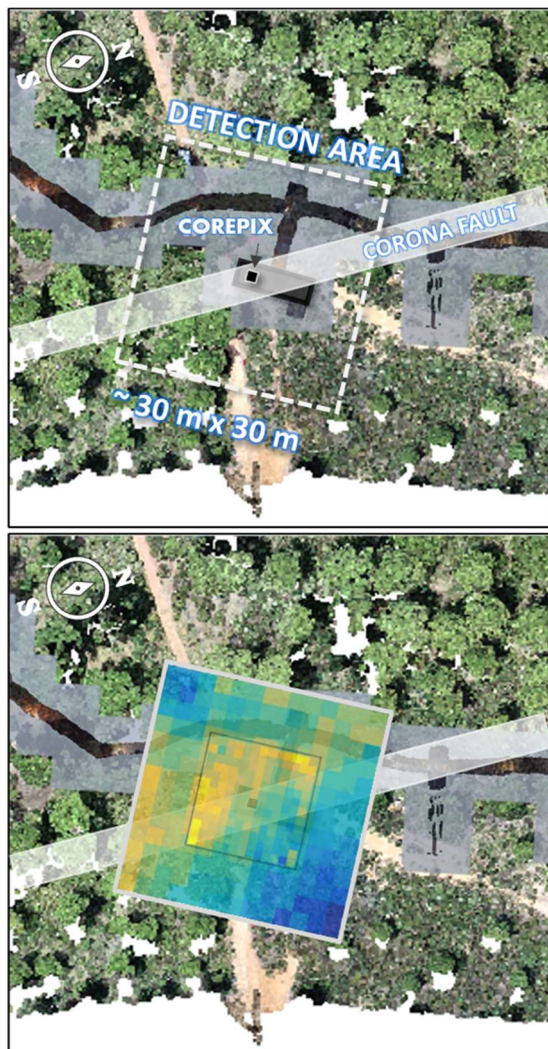 N
S
DETECTION AREA
COREPIX
CORONA FAULT
~ 30 m x 30 m
N
S